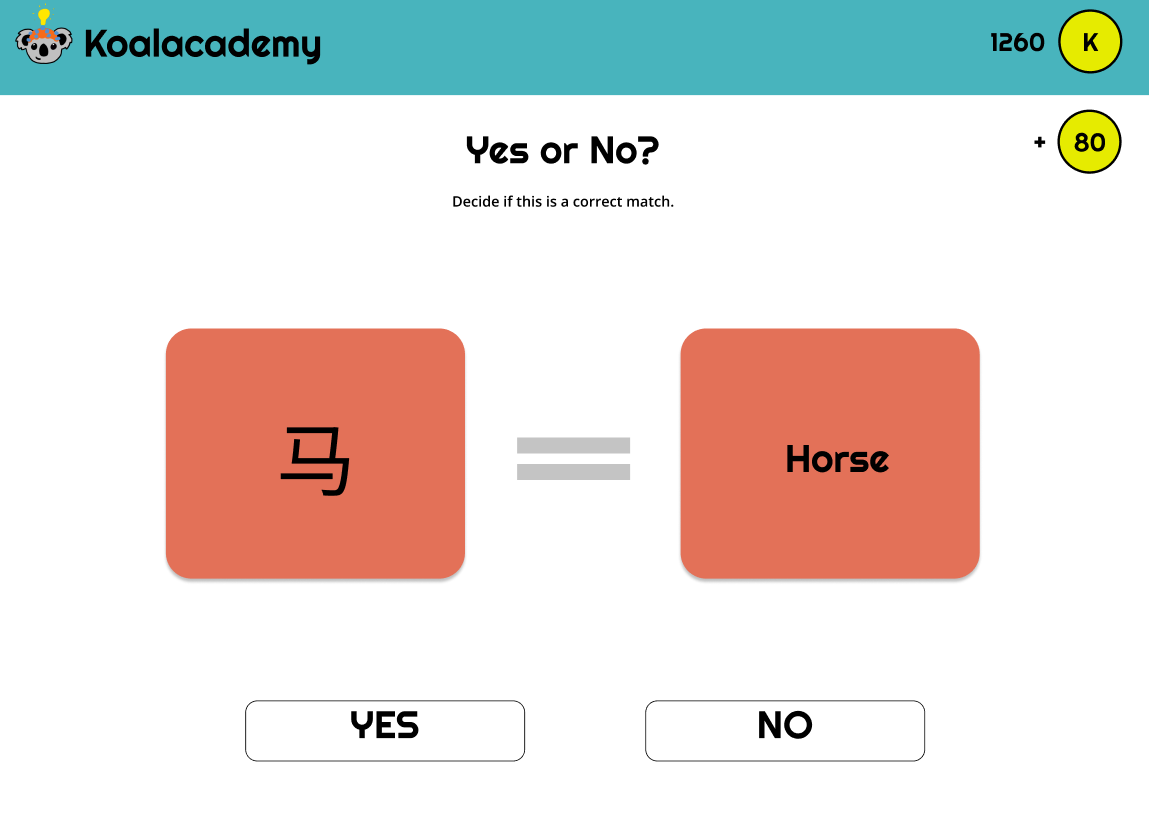 Koalacademy
1260 K
Yes or No?
+ 80
Decide if this is a correct match.
马
Horse
YES
NO